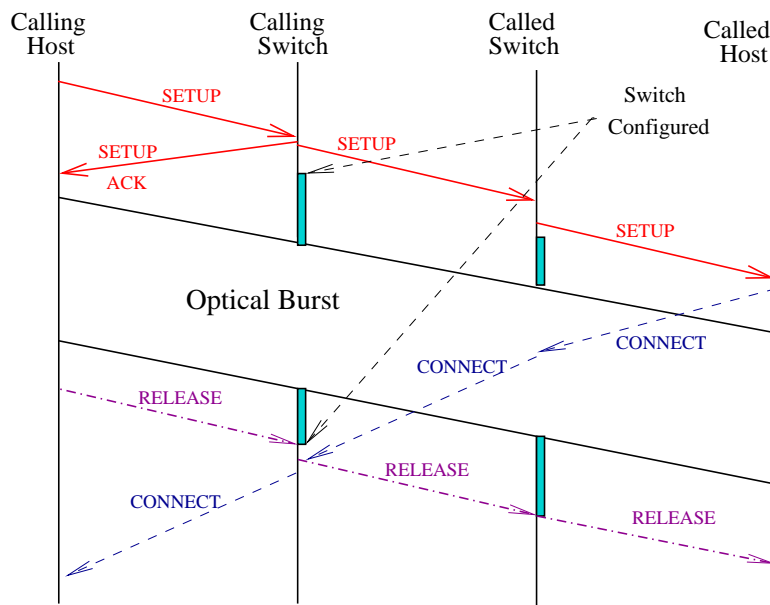 Calling
Host
Calling
Switch
Called
Switch
Called
Host
SETUP
SETUP
ACK
SETUP
Switch
Configured
SETUP
Optical Burst
CONNECT
CONNECT
RELEASE
RELEASE
CONNECT
RELEASE